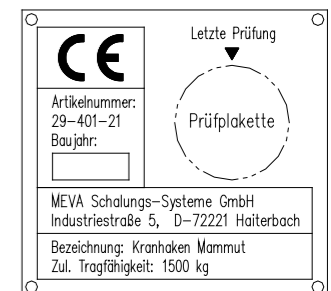 CE
Letzte Prüfung
Artikelnummer:
29-401-21
Baujahr:
Prüfplakette
MEVA Schalungs-Systeme GmbH
Industriestraße 5, D-72221 Haiterbach
Bezeichnung: Kranhaken Mammut
Zul. Tragfähigkeit: 1500 kg